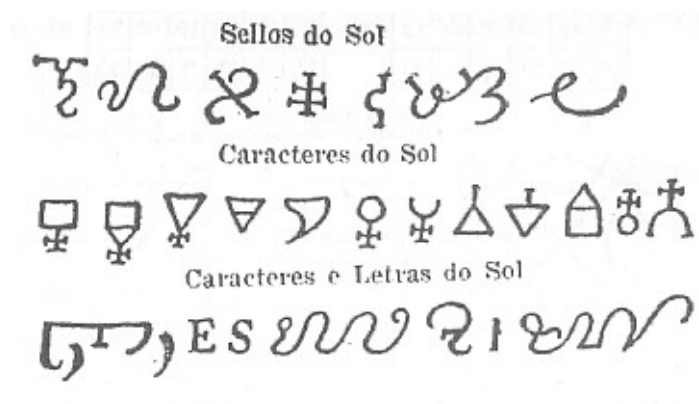 Sellos do Sol
Caracteres do Sol
Caracteres e Letras do Sol
E S